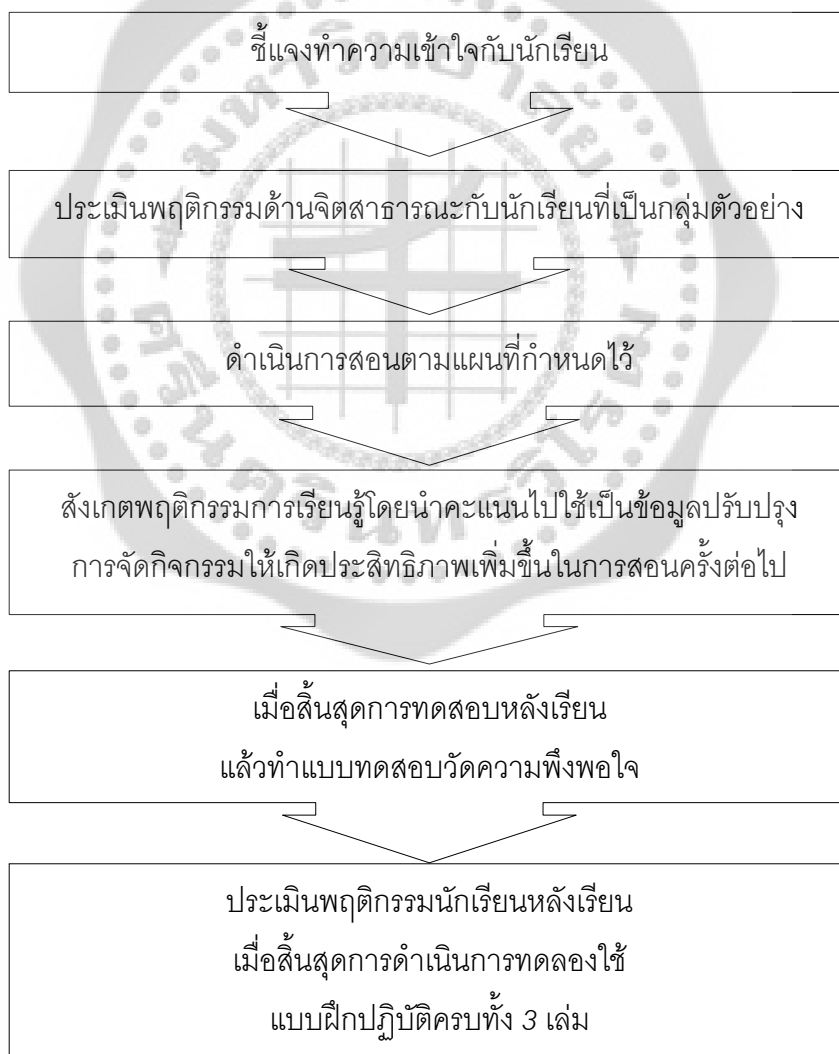 ชี้แจงทำความเข้าใจกับนักเรียน
ประเมินพฤติกรรมด้านจิตสาธารณะกับนักเรียนที่เป็นกลุ่มตัวอย่าง
ดำเนินการสอนตามแผนที่กำหนดไว้
สังเกตพฤติกรรมการเรียนรู้โดยนำคะแนนไปใช้เป็นข้อมูลปรับปรุง
การจัดกิจกรรมให้เกิดประสิทธิภาพเพิ่มขึ้นในการสอนครั้งต่อไป
เมื่อสิ้นสุดการทดสอบหลังเรียน
แล้วทำแบบทดสอบวัดความพึงพอใจ
ประเมินพฤติกรรมนักเรียนหลังเรียน
เมื่อสิ้นสุดการดำเนินการทดลองใช้
แบบฝึกปฏิบัติครบทั้ง 3 เล่ม